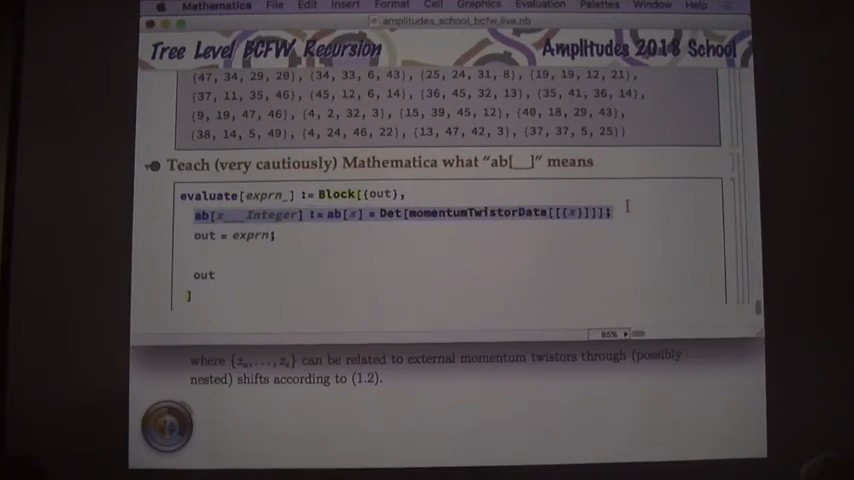 Mathematica File Edit Insert Format Cell Graphics Evaluation Palettes Window Help
amplitudes_school_bcfw_live.nb
Tree Level BCFW Recursion Amplitudes 2018 School
{47, 34, 29, 20}, {34, 33, 6, 43}, {25, 24, 31, 8}, {19, 19, 12, 21},
{37, 11, 35, 46}, {45, 12, 6, 14}, {36, 45, 32, 13}, {35, 41, 36, 14},
{9, 19, 47, 46}, {4, 2, 32, 3}, {15, 39, 45, 12}, {40, 18, 29, 43},
{38, 14, 5, 49}, {4, 24, 46, 22}, {13, 47, 42, 3}, {37, 37, 5, 25}}
Teach (very cautiously) Mathematica what "ab[__]" means
evaluate[exprn_] := Block[{out},
ab[x___Integer] := ab[x] = Det[momentumTwistorData[[{x}]]];
out = exprn;
out
]
85%
where {z_a,...,z_c} can be related to external momentum twistors through (possibly
nested) shifts according to (1.2).